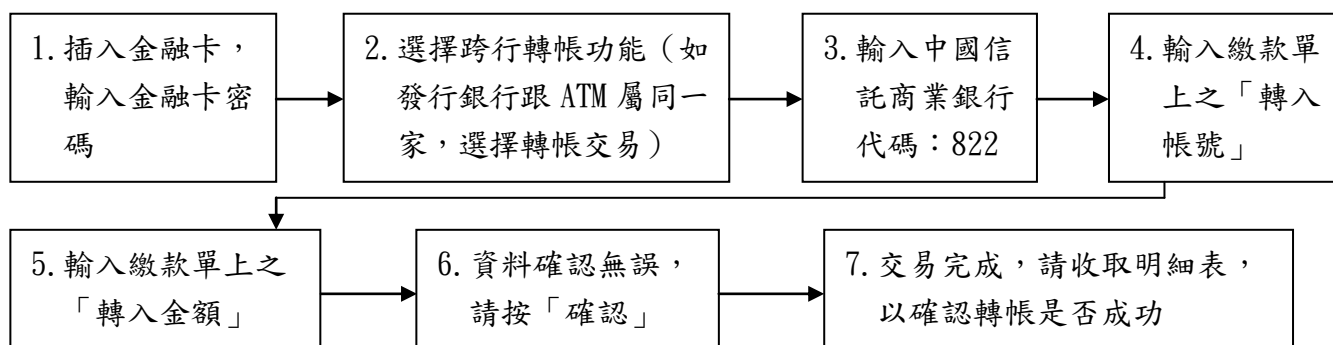 1.插入金融卡，
輸入金融卡密
碼
2.選擇跨行轉帳功能（如
發行銀行跟 ATM 屬同一
家，選擇轉帳交易）
3.輸入中國信
託商業銀行
代碼：822
4.輸入繳款單
上之「轉入
帳號」
5.輸入繳款單上之
「轉入金額」
6.資料確認無誤，
請按「確認」
7.交易完成，請收取明細表，
以確認轉帳是否成功